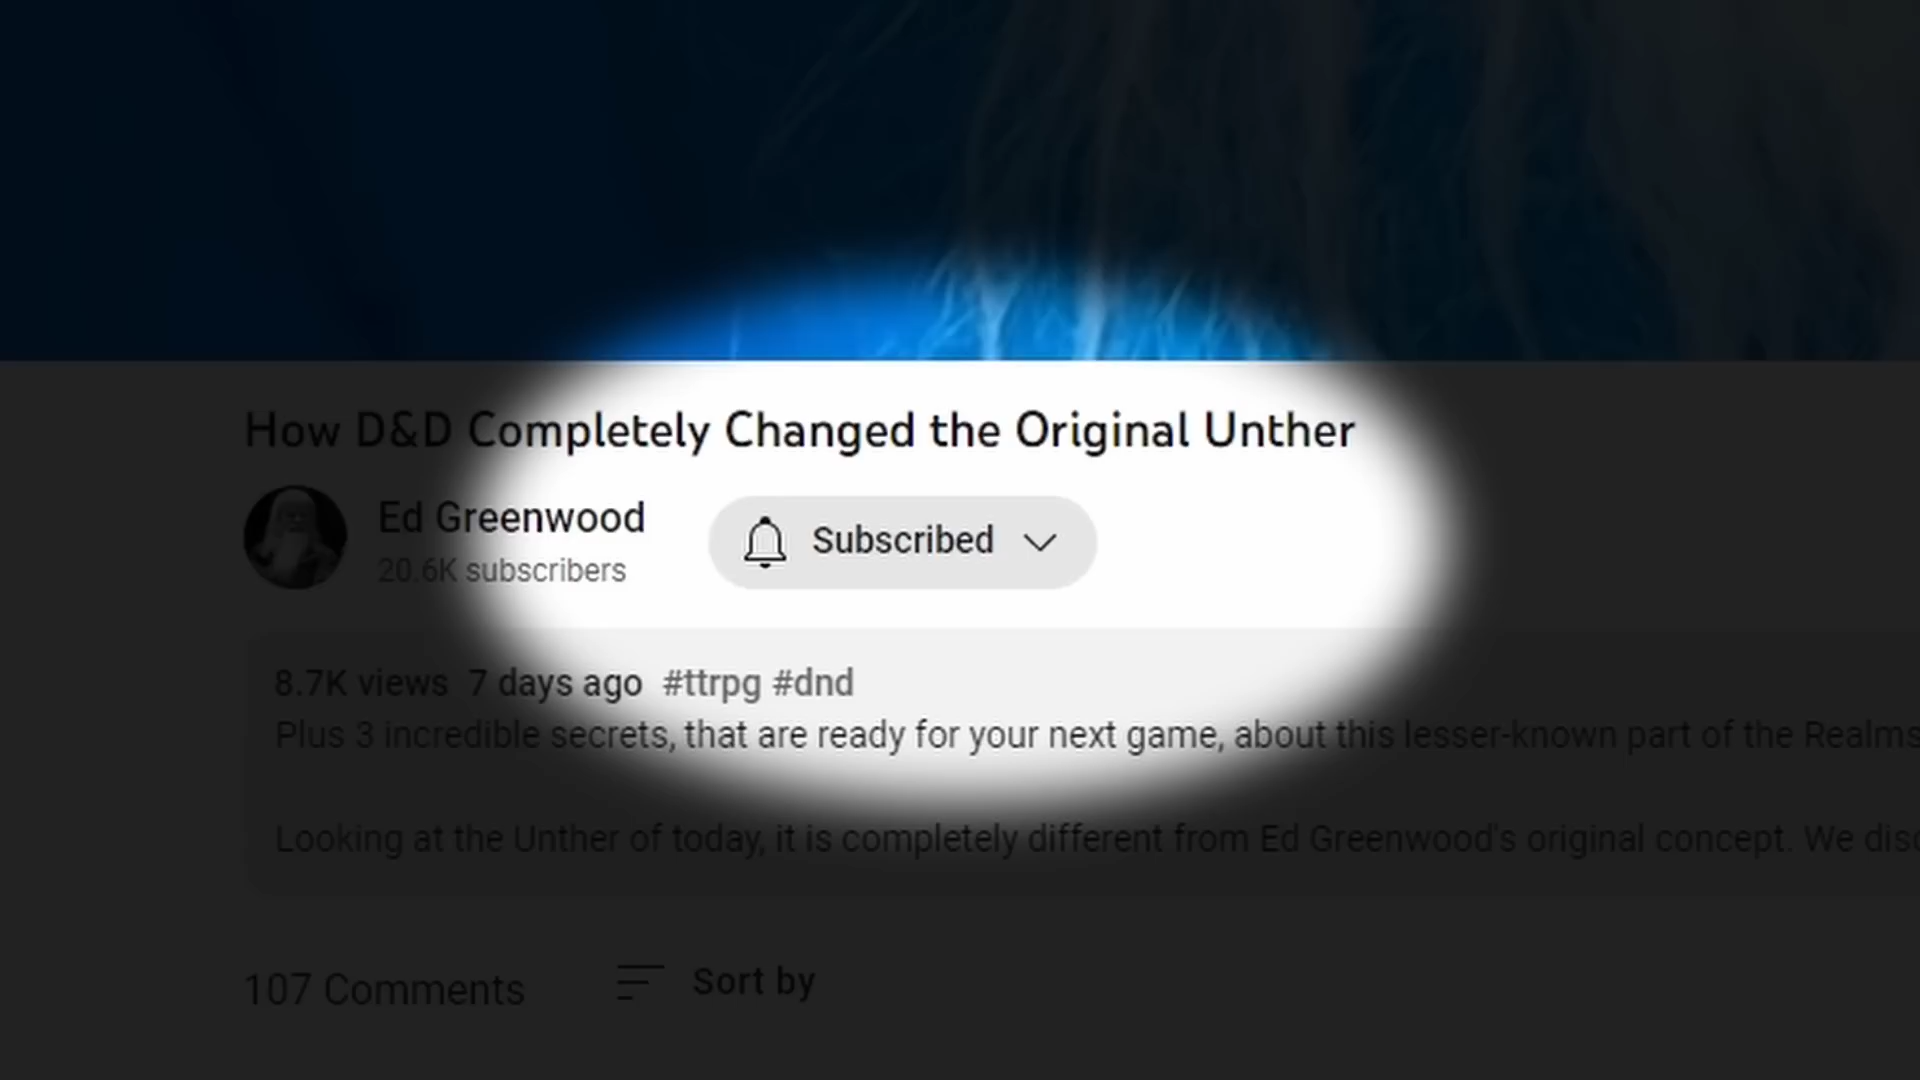 How D&D Completely Changed the Original Unther
Ed Greenwood
Subscribed
20.6K subscribers
8.7K views 7 days ago #ttrpg #dnd
Plus 3 incredible secrets, that are ready for your next game, about this lesser-known part of the Realms
Looking at the Unther of today, it is completely different from Ed Greenwood's original concept. We disc
107 Comments
Sort by